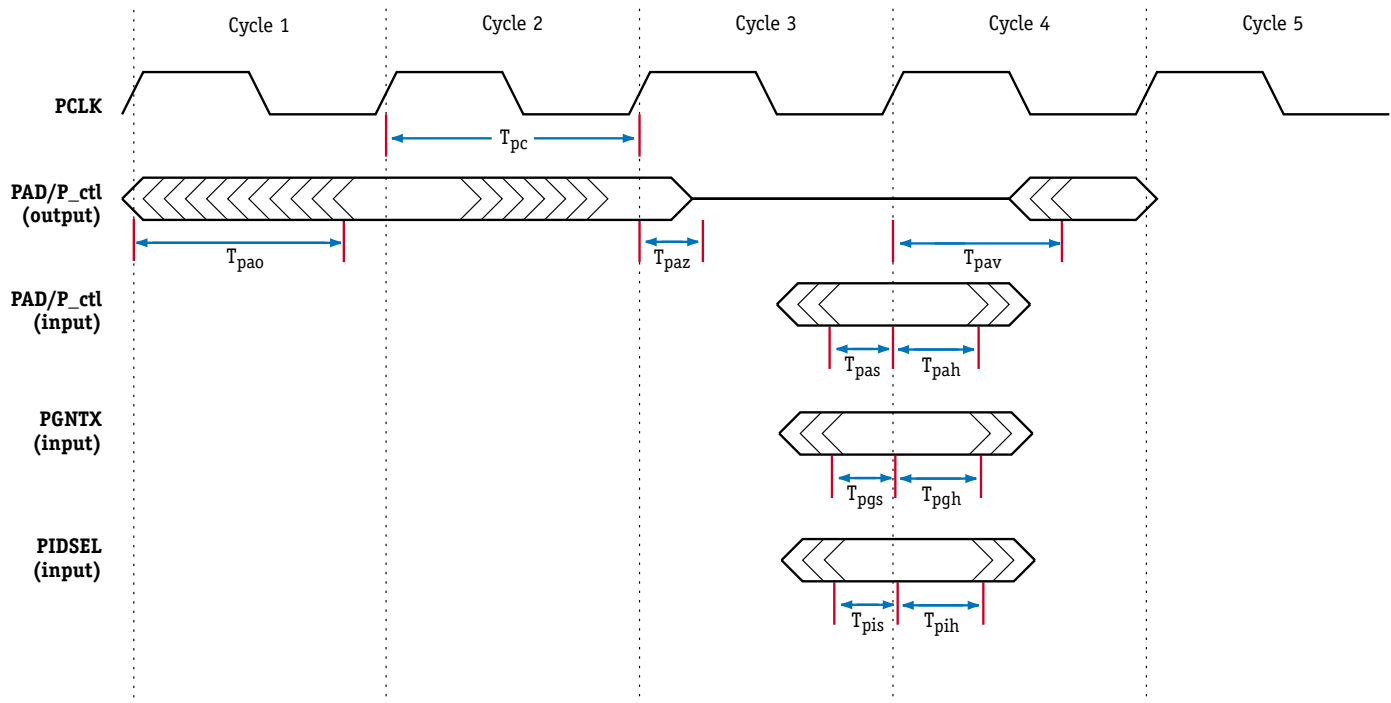 Cycle 1 Cycle 2 Cycle 3 Cycle 4 Cycle 5
PCLK
Tpc
PAD/P_ctl
(output)
Tpao Tpaz Tpav
PAD/P_ctl
(input)
Tpas Tpah
PGNTX
(input)
Tpgs Tpgh
PIDSEL
(input)
Tpis Tpih